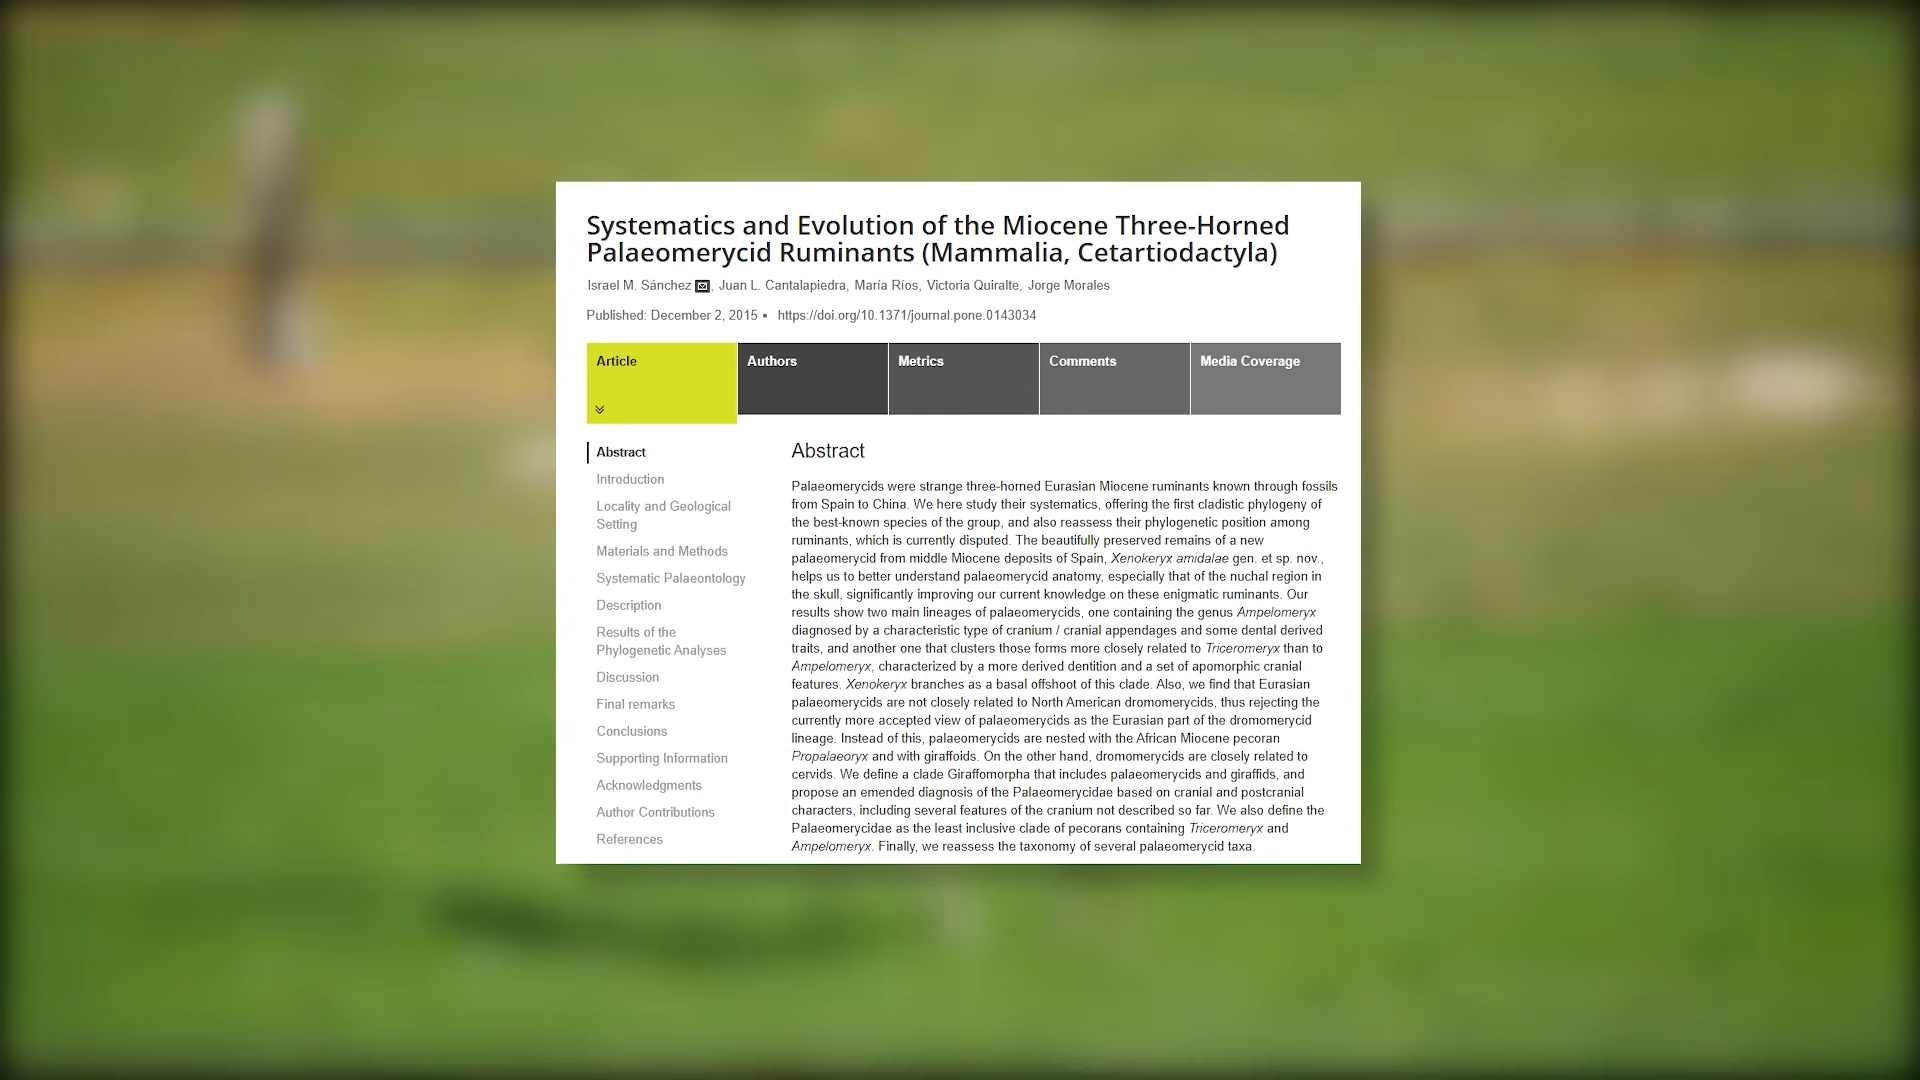 Systematics and Evolution of the Miocene Three-Horned
Palaeomerycid Ruminants (Mammalia, Cetartiodactyla)
Israel M. Sánchez , Juan L. Cantalapiedra, María Ríos, Victoria Quiralte, Jorge Morales
Published: December 2, 2015 • https://doi.org/10.1371/journal.pone.0143034
Article
Authors
Metrics
Comments
Media Coverage
Abstract
Introduction
Locality and Geological
Setting
Materials and Methods
Systematic Palaeontology
Description
Results of the
Phylogenetic Analyses
Discussion
Final remarks
Conclusions
Supporting Information
Acknowledgments
Author Contributions
References
Abstract
Palaeomerycids were strange three-horned Eurasian Miocene ruminants known through fossils
from Spain to China. We here study their systematics, offering the first cladistic phylogeny of
the best-known species of the group, and also reassess their phylogenetic position among
ruminants, which is currently disputed. The beautifully preserved remains of a new
palaeomerycid from middle Miocene deposits of Spain, Xenokeryx amidalae gen. et sp. nov.,
helps us to better understand palaeomerycid anatomy, especially that of the nuchal region in
the skull, significantly improving our current knowledge on these enigmatic ruminants. Our
results show two main lineages of palaeomerycids, one containing the genus Ampelomeryx
diagnosed by a characteristic type of cranium / cranial appendages and some dental derived
traits, and another one that clusters those forms more closely related to Triceromeryx than to
Ampelomeryx, characterized by a more derived dentition and a set of apomorphic cranial
features. Xenokeryx branches as a basal offshoot of this clade. Also, we find that Eurasian
palaeomerycids are not closely related to North American dromomerycids, thus rejecting the
currently more accepted view of palaeomerycids as the Eurasian part of the dromomerycid
lineage. Instead of this, palaeomerycids are nested with the African Miocene pecoran
Propalaeoryx and with giraffoids. On the other hand, dromomerycids are closely related to
cervids. We define a clade Giraffomorpha that includes palaeomerycids and giraffids, and
propose an emended diagnosis of the Palaeomerycidae based on cranial and postcranial
characters, including several features of the cranium not described so far. We also define the
Palaeomerycidae as the least inclusive clade of pecorans containing Triceromeryx and
Ampelomeryx. Finally, we reassess the taxonomy of several palaeomerycid taxa.